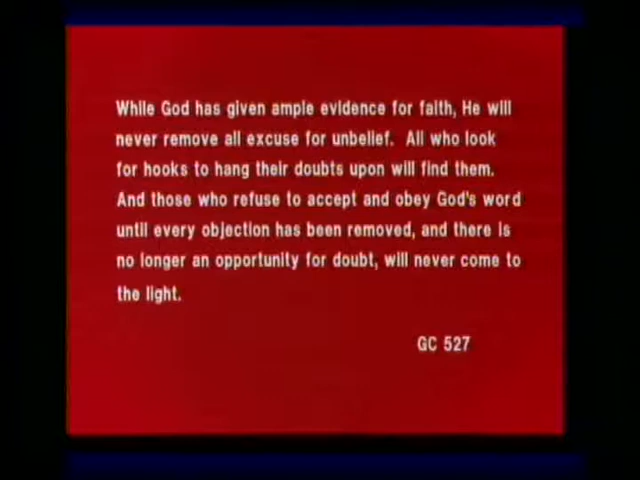 While God has given ample evidence for faith, He will
never remove all excuse for unbelief. All who look
for hooks to hang their doubts upon will find them.
And those who refuse to accept and obey God's word
until every objection has been removed, and there is
no longer an opportunity for doubt, will never come to
the light.
GC 527